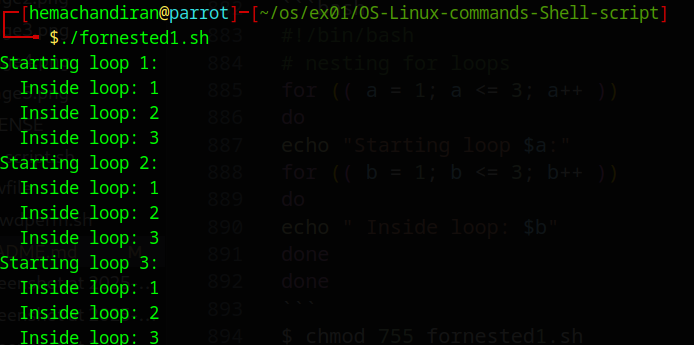 ┌─[hemachandiran@parrot]─[~/os/ex01/OS-Linux-commands-Shell-script]
└──╼ $./fornested1.sh
Starting loop 1:
  Inside loop: 1
  Inside loop: 2
  Inside loop: 3
Starting loop 2:
  Inside loop: 1
  Inside loop: 2
  Inside loop: 3
Starting loop 3:
  Inside loop: 1
  Inside loop: 2
  Inside loop: 3
883 #!/bin/bash
884 # nesting for loops
885 for (( a = 1; a <= 3; a++ ))
886 do
887 echo "Starting loop $a:"
888 for (( b = 1; b <= 3; b++ ))
889 do
890 echo " Inside loop: $b"
891 done
892 done
893 ```
894 $ chmod 755 fornested1.sh